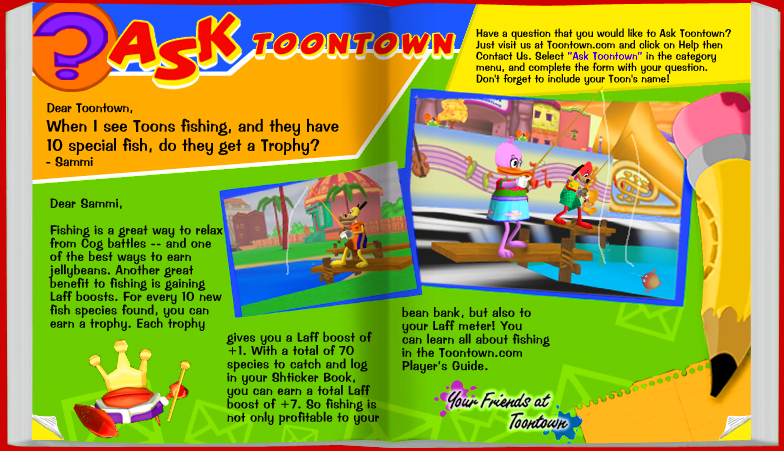 ASK TOONTOWN
Have a question that you would like to Ask Toontown?
Just visit us at Toontown.com and click on Help then
Contact Us. Select "Ask Toontown" in the category
menu, and complete the form with your question.
Don't forget to include your Toon's name!
Dear Toontown,
When I see Toons fishing, and they have
10 special fish, do they get a Trophy?
- Sammi
Dear Sammi,
Fishing is a great way to relax
from Cog battles -- and one
of the best ways to earn
jellybeans. Another great
benefit to fishing is gaining
Laff boosts. For every 10 new
fish species found, you can
earn a trophy. Each trophy
gives you a Laff boost of
+1. With a total of 70
species to catch and log
in your Shticker Book,
you can earn a total Laff
boost of +7. So fishing is
not only profitable to your
bean bank, but also to
your Laff meter! You
can learn all about fishing
in the Toontown.com
Player's Guide.
Your Friends at
Toontown